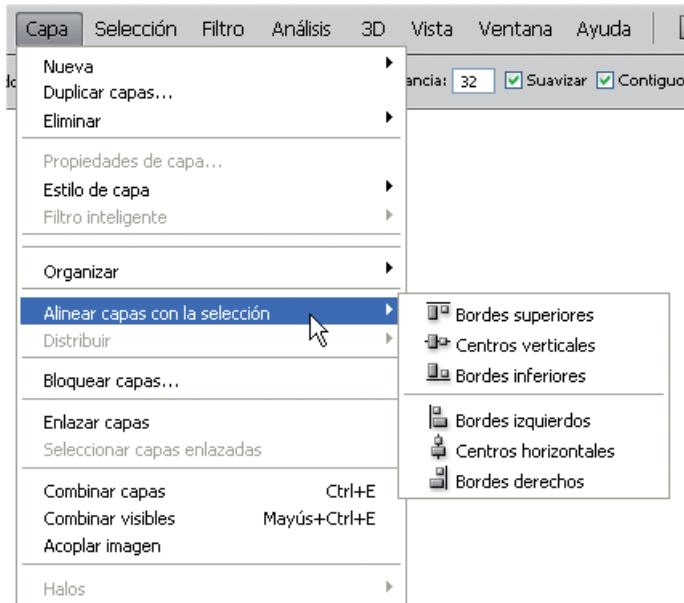 Capa Selección Filtro Análisis 3D Vista Ventana Ayuda
ancia: 32 Suavizar Contiguo
Nueva
Duplicar capas...
Eliminar
Propiedades de capa...
Estilo de capa
Filtro inteligente
Organizar
Alinear capas con la selección
Distribuir
Bloquear capas...
Enlazar capas
Seleccionar capas enlazadas
Combinar capas Ctrl+E
Combinar visibles Mayús+Ctrl+E
Acoplar imagen
Halos
Bordes superiores
Centros verticales
Bordes inferiores
Bordes izquierdos
Centros horizontales
Bordes derechos